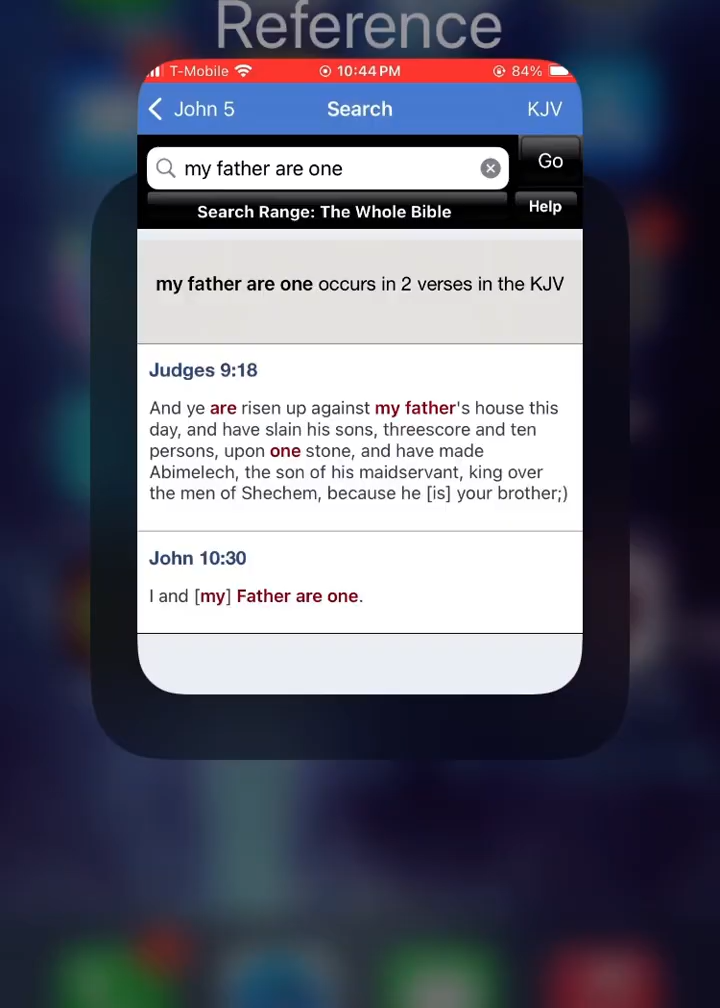 Reference
T-Mobile 10:44 PM 84%
John 5 Search KJV
my father are one Go
Search Range: The Whole Bible Help
my father are one occurs in 2 verses in the KJV
Judges 9:18
And ye are risen up against my father's house this
day, and have slain his sons, threescore and ten
persons, upon one stone, and have made
Abimelech, the son of his maidservant, king over
the men of Shechem, because he [is] your brother;)
John 10:30
I and [my] Father are one.